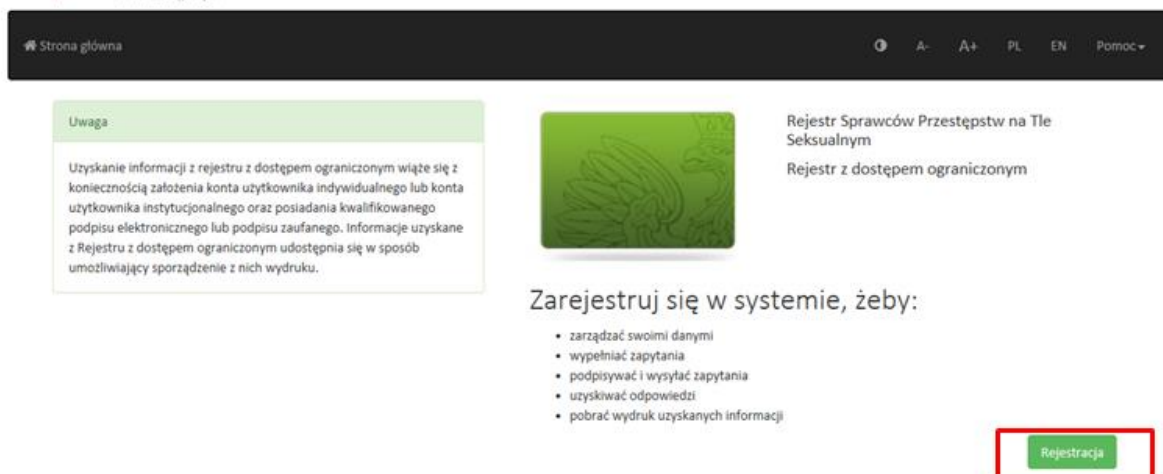 Strona główna
A-
A+
PL
EN
Pomoc
Uwaga
Uzyskanie informacji z rejestru z dostępem ograniczonym wiąże się z
koniecznością założenia konta użytkownika indywidualnego lub konta
użytkownika instytucjonalnego oraz posiadania kwalifikowanego
podpisu elektronicznego lub podpisu zaufanego. Informacje uzyskane
z Rejestru z dostępem ograniczonym udostępnia się w sposób
umożliwiający sporządzenie z nich wydruku.
Rejestr Sprawców Przestępstw na Tle
Seksualnym
Rejestr z dostępem ograniczonym
Zarejestruj się w systemie, żeby:
• zarządzać swoimi danymi
• wypełniać zapytania
• podpisywać i wysyłać zapytania
• uzyskiwać odpowiedzi
• pobrać wydruk uzyskanych informacji
Rejestracja